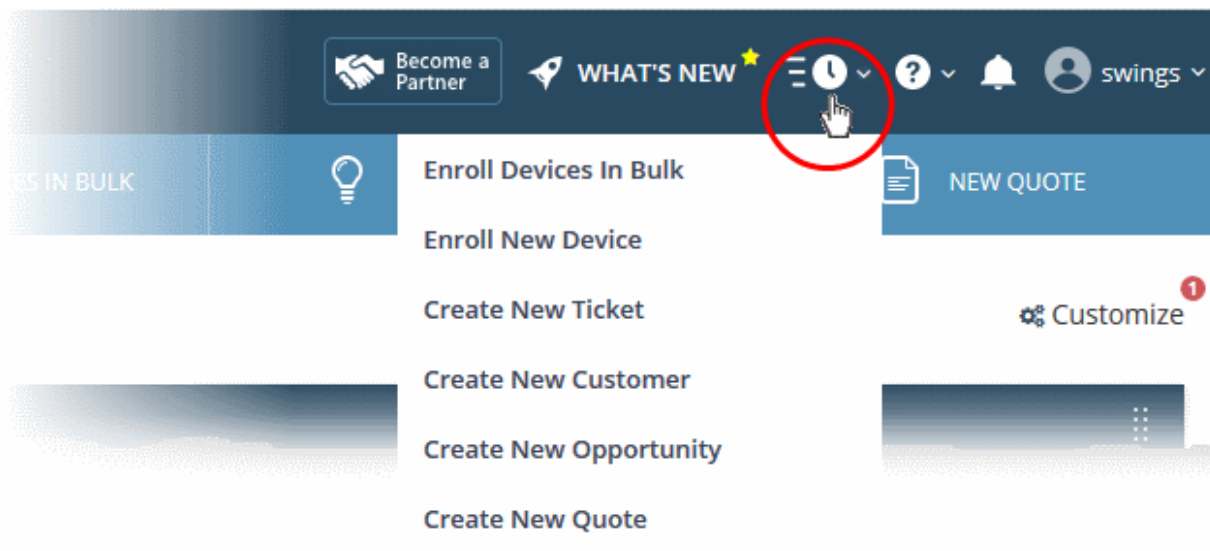 Become a
Partner
WHAT'S NEW
swings
IN BULK
NEW QUOTE
Enroll Devices In Bulk
Enroll New Device
Create New Ticket
Create New Customer
Create New Opportunity
Create New Quote
1
Customize